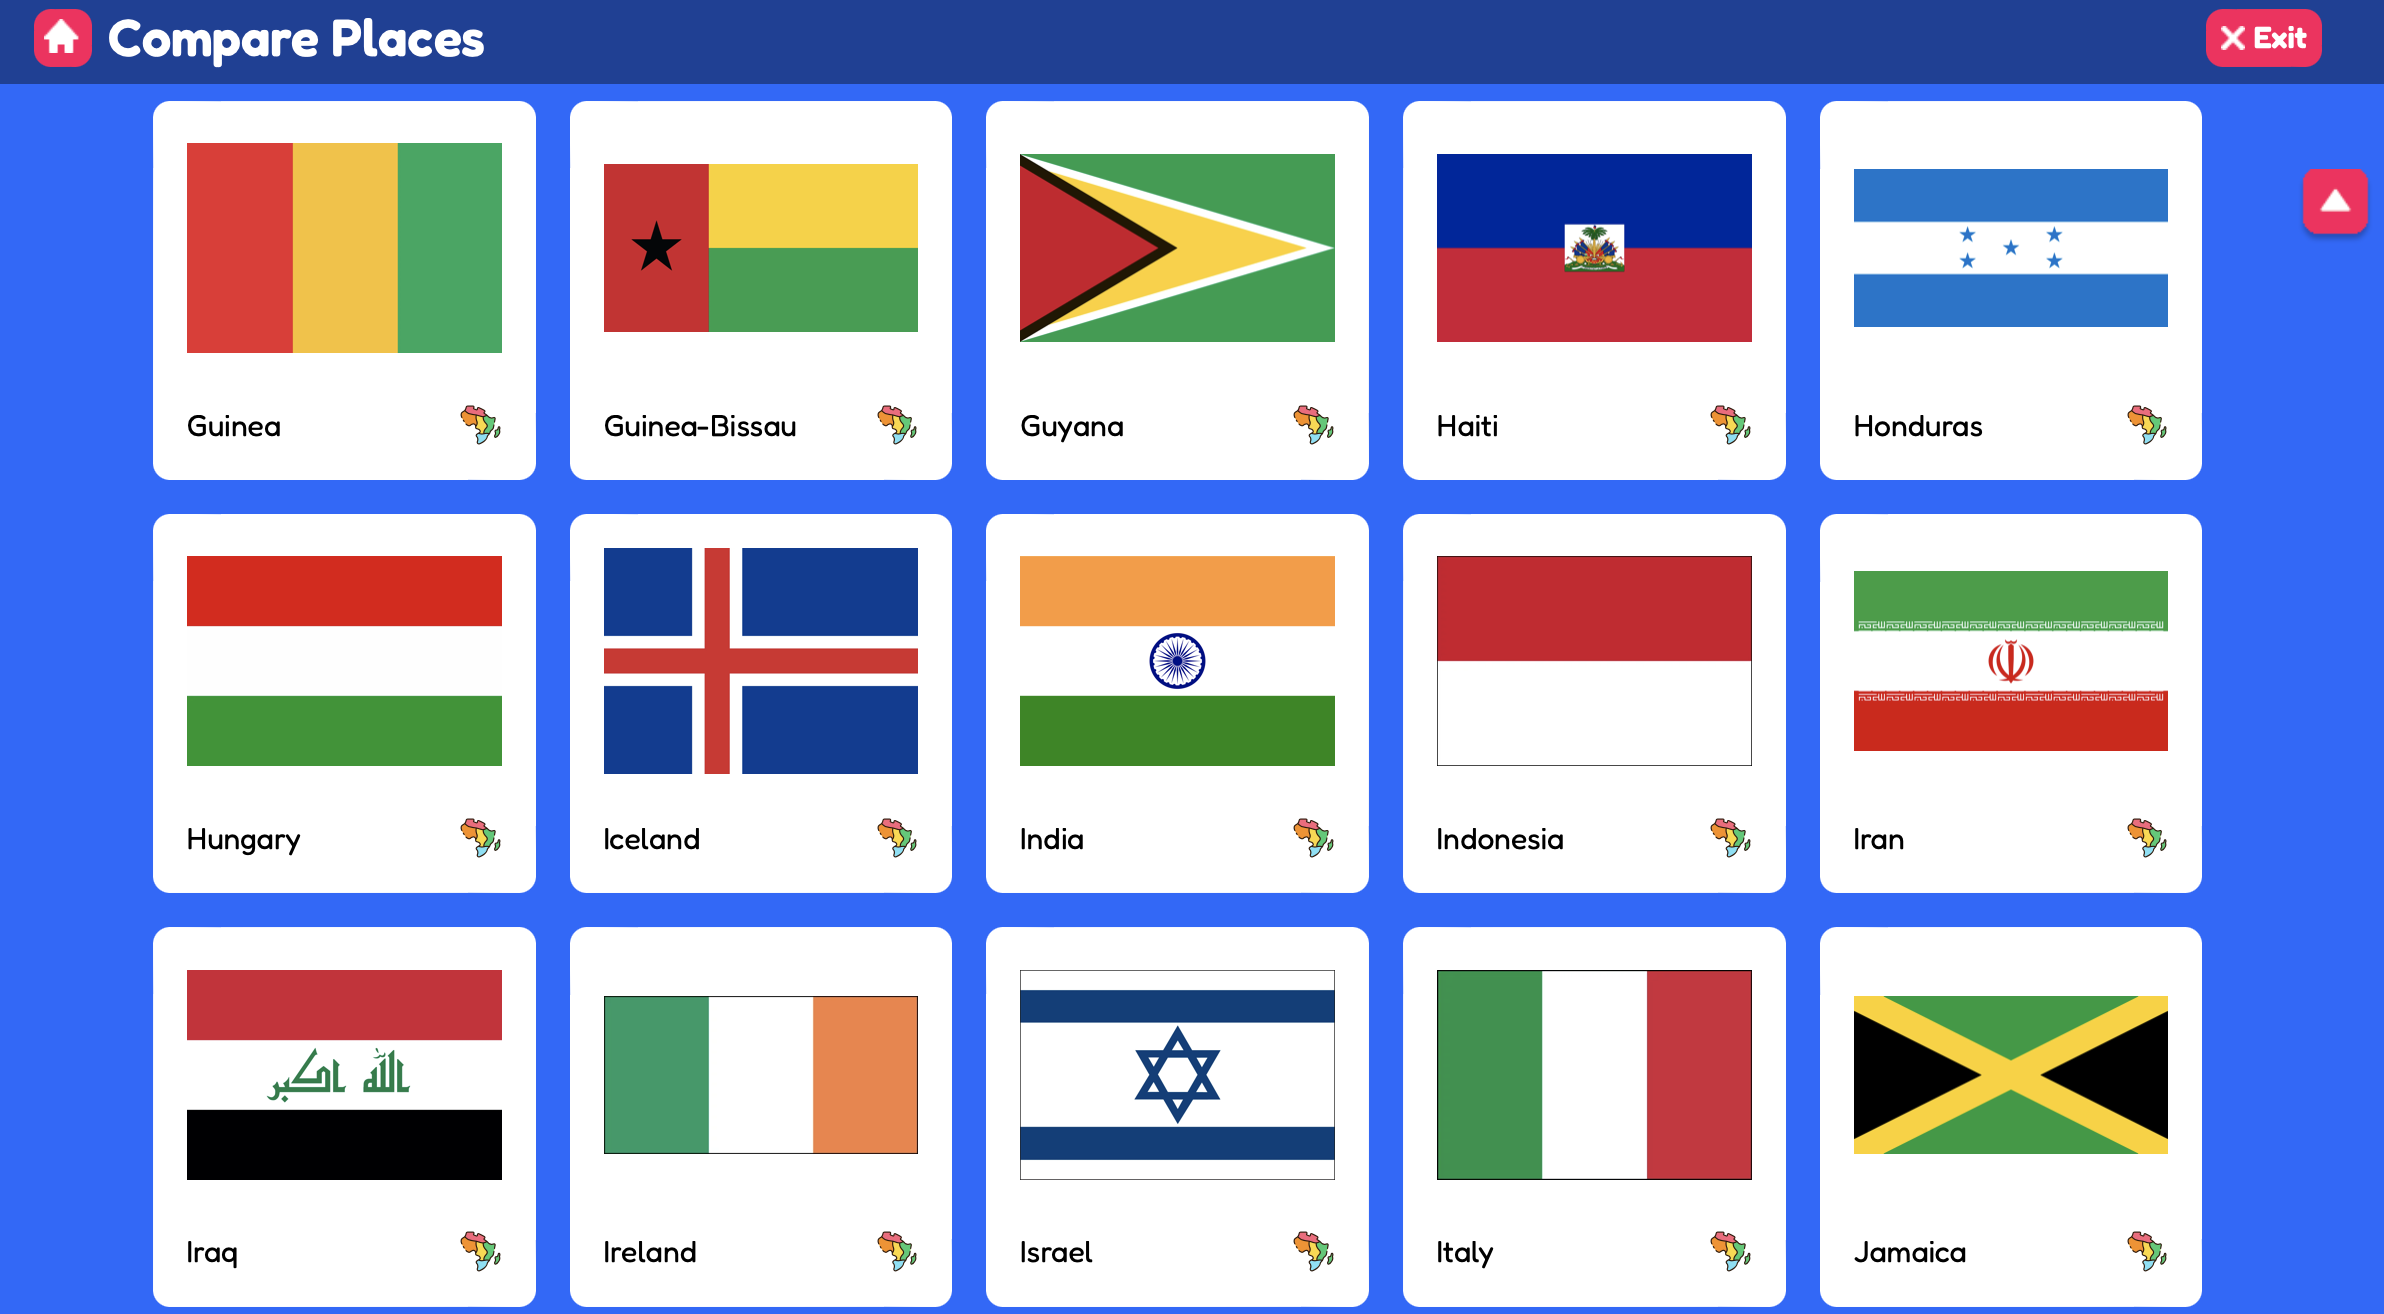 Compare Places
Exit
Guinea
Guinea-Bissau
Guyana
Haiti
Honduras
Hungary
Iceland
India
Indonesia
Iran
الله اكبر
Iraq
Ireland
Israel
Italy
Jamaica